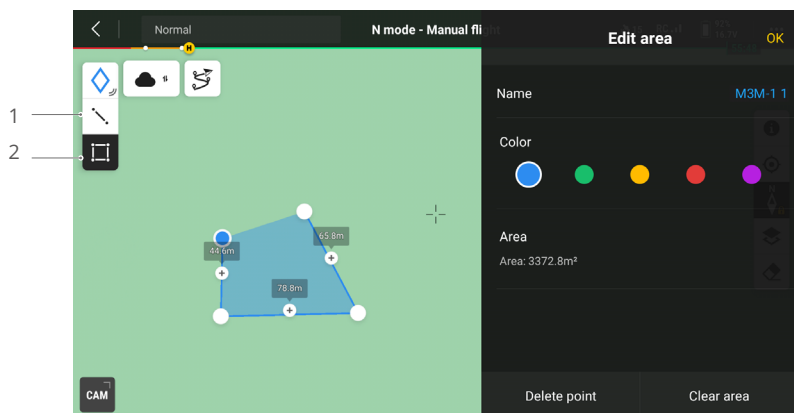 Normal
N mode - Manual fli
Edit area
OK
H
Name
M3M-1 1
1
Color
2
65.8m
Area
44.6m
Area: 3372.8m²
78.8m
CAM
Delete point
Clear area